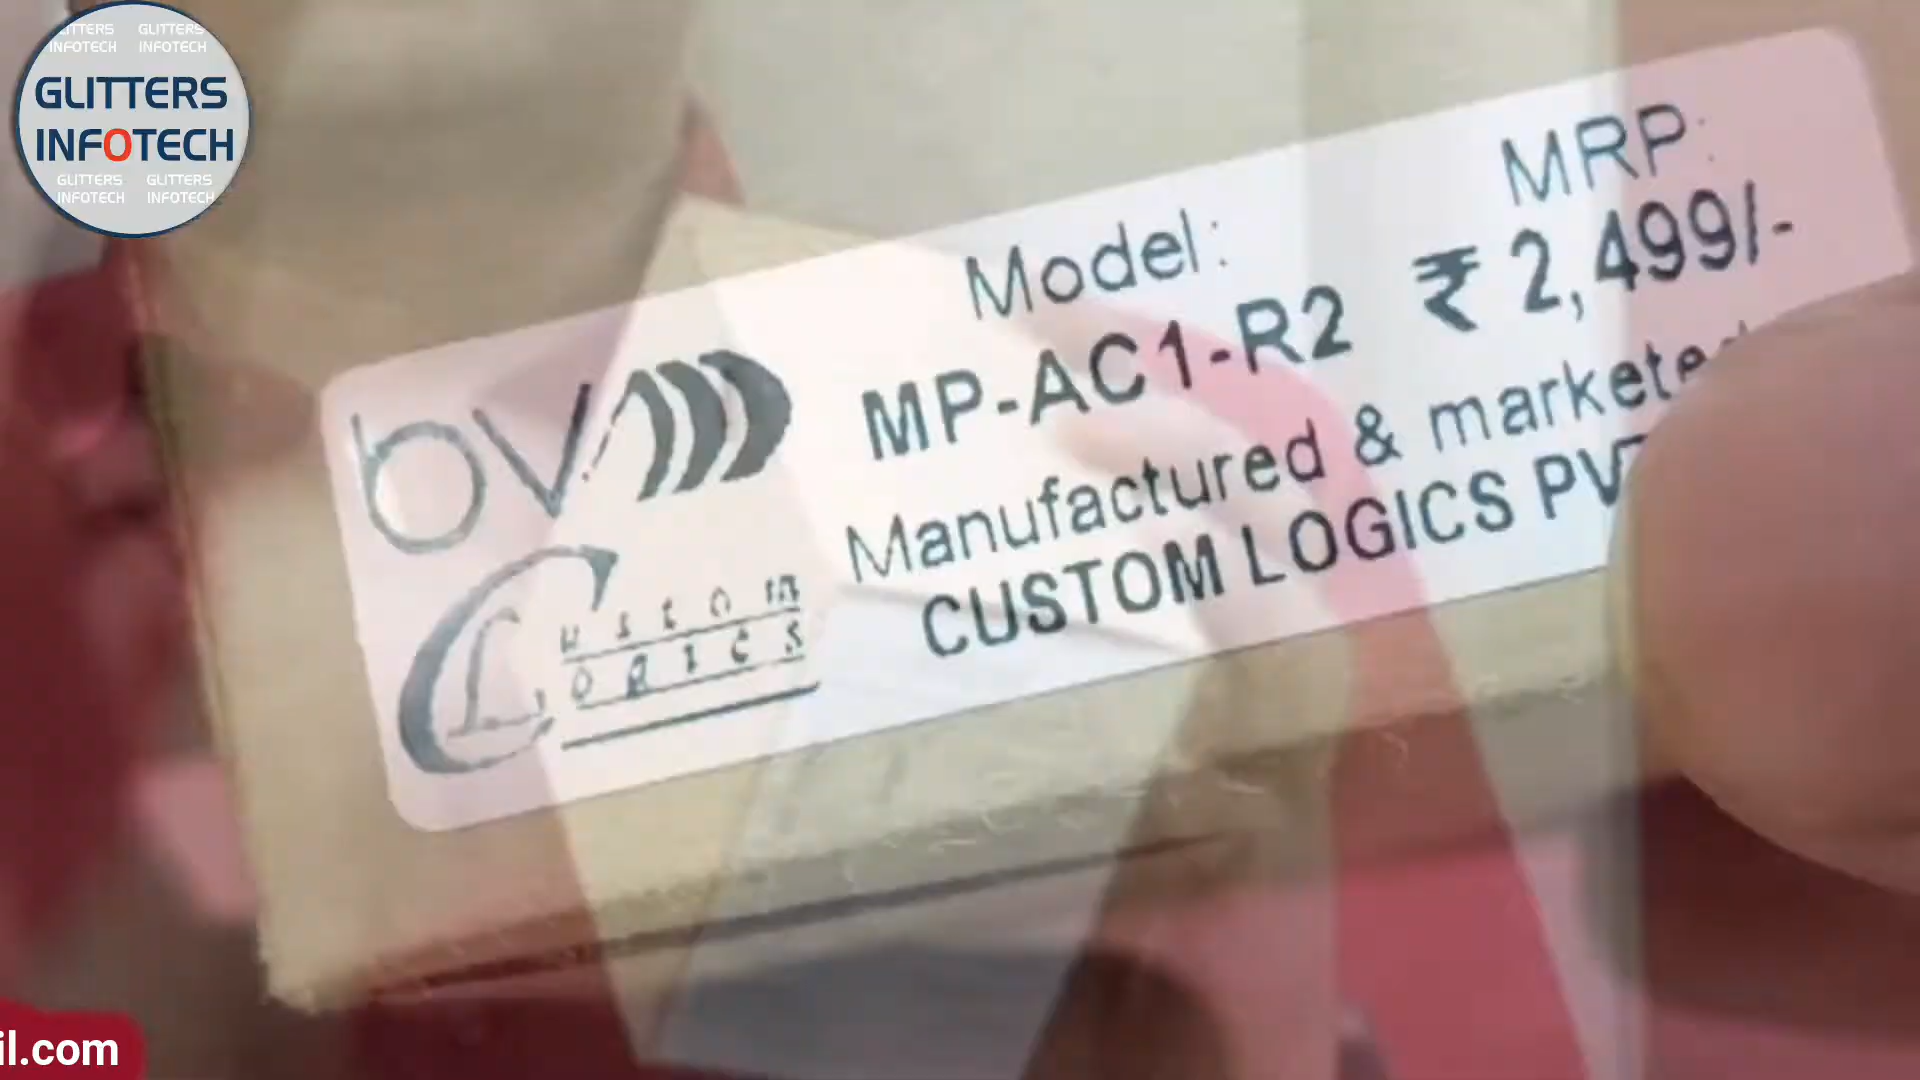 GLITTERS GLITTERS
INFOTECH INFOTECH
GLITTERS
INFOTECH
GLITTERS GLITTERS
INFOTECH INFOTECH
Model:
MRP:
MP-AC1-R2
₹ 2,499/-
Manufactured & marketed
CUSTOM LOGICS PVT
bv
Custom
Logics
il.com